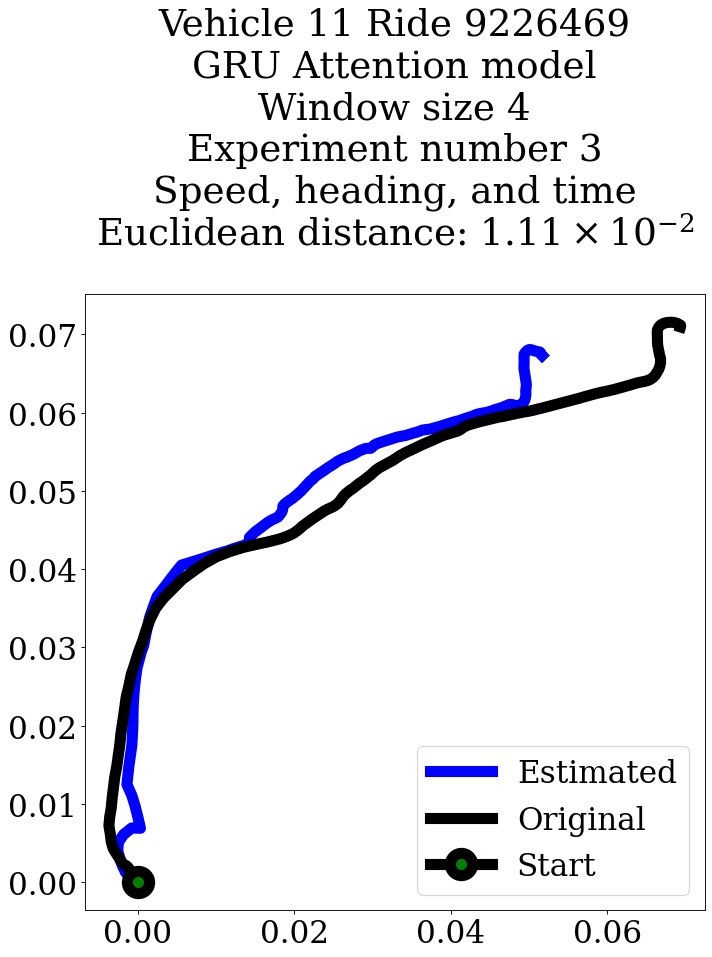 Vehicle 11 Ride 9226469
GRU Attention model
Window size 4
Experiment number 3
Speed, heading, and time
Euclidean distance: 1.11 × 10⁻²
0.07
0.06
0.05
0.04
0.03
0.02
0.01
0.00
Estimated
Original
Start
0.00 0.02 0.04 0.06